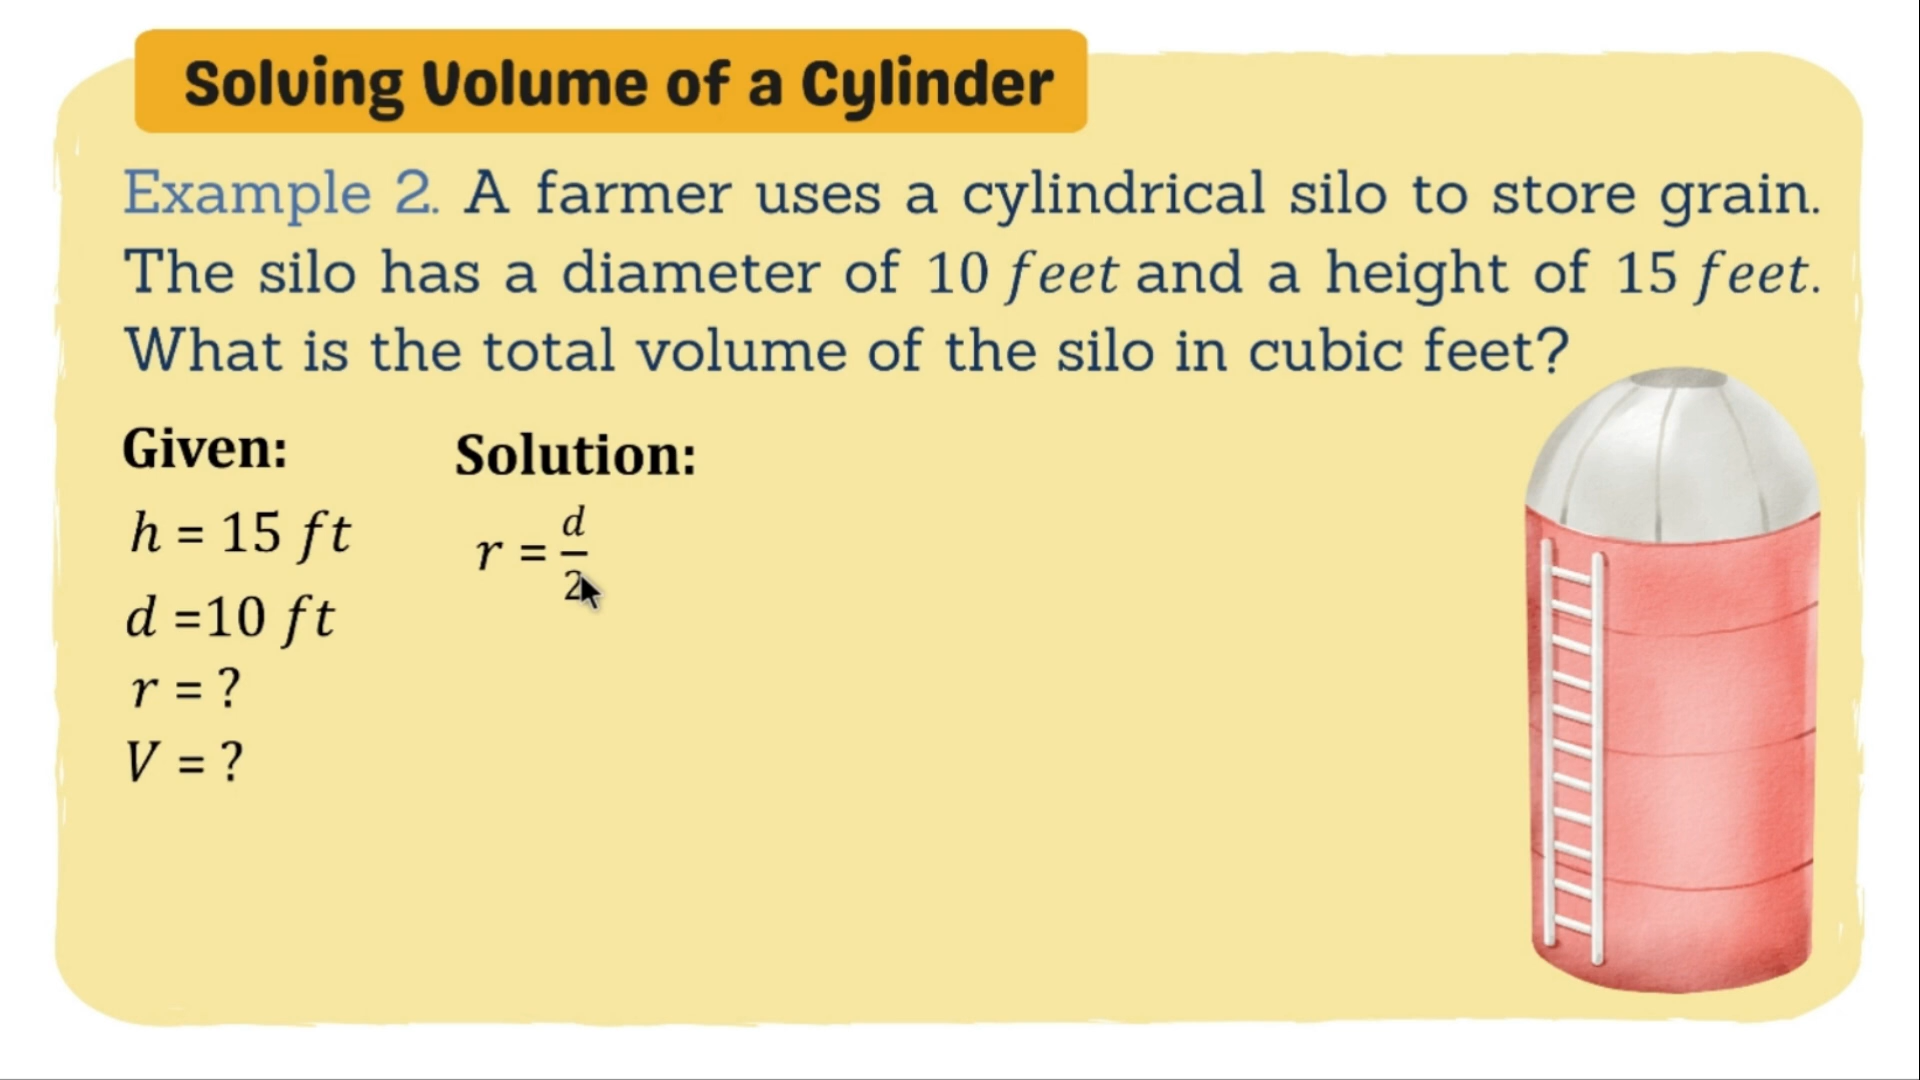 Solving Volume of a Cylinder
Example 2. A farmer uses a cylindrical silo to store grain.
The silo has a diameter of 10 feet and a height of 15 feet.
What is the total volume of the silo in cubic feet?
Given:
h = 15 ft
d =10 ft
r = ?
V = ?
Solution:
r = d/2